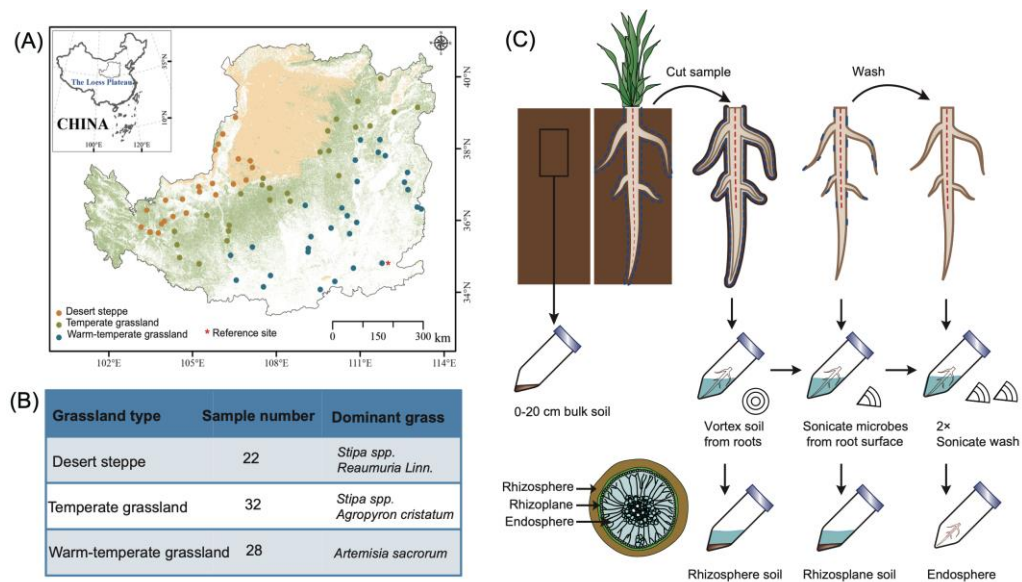 (A)
40°N
38°N
36°N
34°N
35°N
10°N
The Loess Plateau
CHINA
100°E
120°E
Desert steppe
Temperate grassland
Warm-temperate grassland
* Reference site
0
180
300 km
102°E
105°E
108°E
111°E
114°E
(B)
Grassland type Sample number Dominant grass
Desert steppe 22 Stipa spp.
Reaumuria Linn.
Temperate grassland 32 Stipa spp.
Agropyron cristatum
Warm-temperate grassland 28 Artemisia sacrorum
(C)
Cut sample
Wash
0-20 cm bulk soil
Vortex soil
from roots
Sonicate microbes
from root surface
2×
Sonicate wash
Rhizosphere
Rhizoplane
Endosphere
Rhizosphere soil
Rhizosplane soil
Endosphere